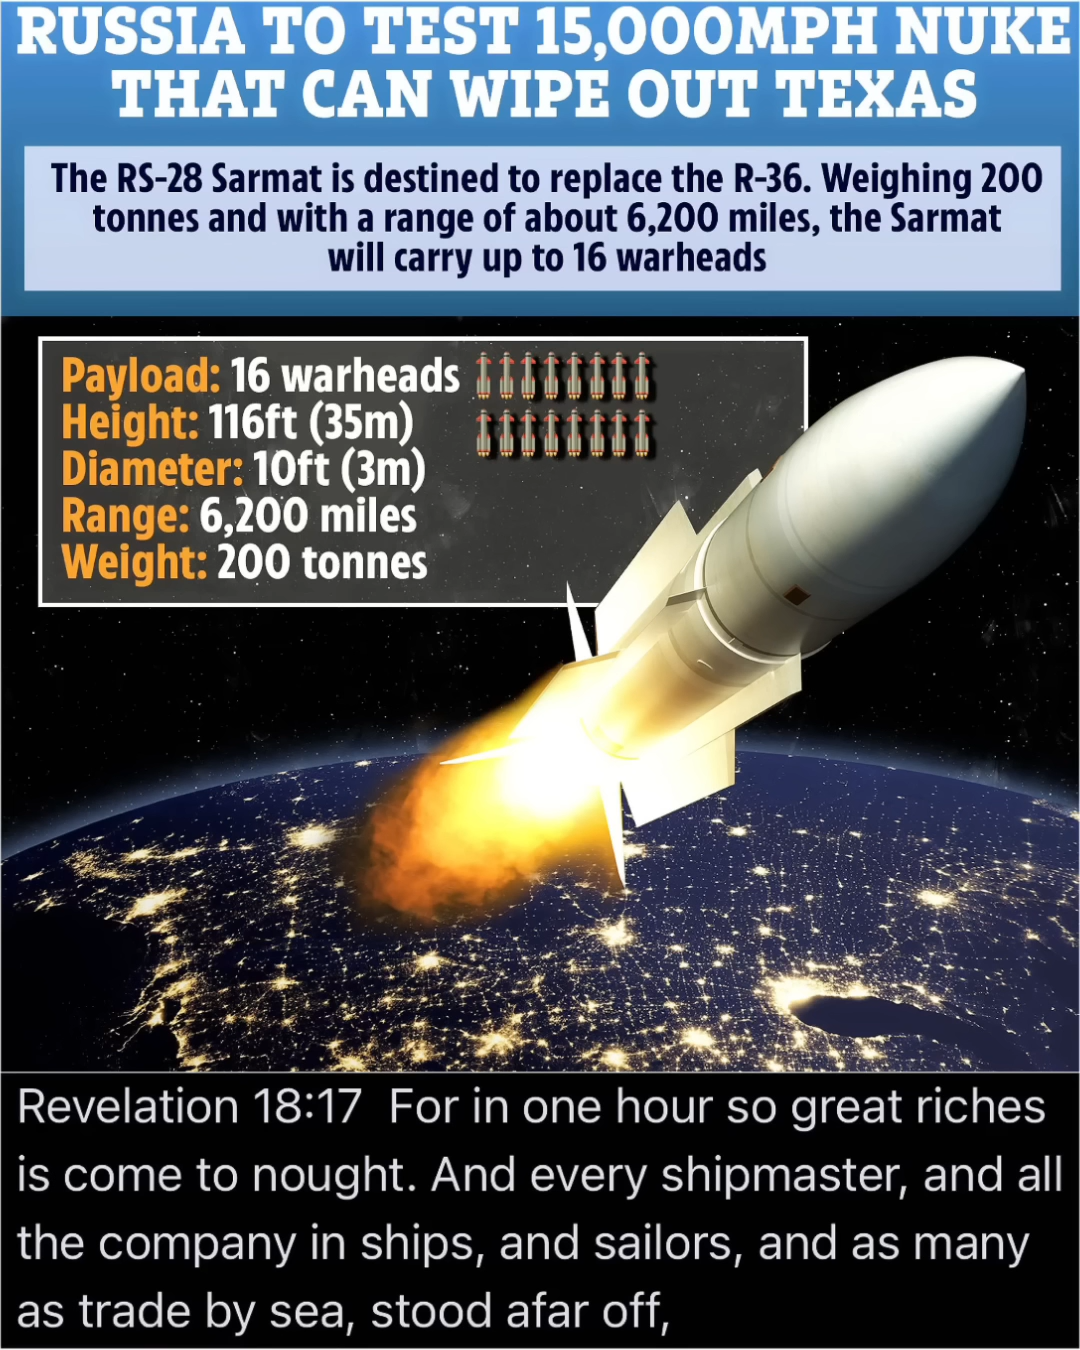 RUSSIA TO TEST 15,000MPH NUKE
THAT CAN WIPE OUT TEXAS
The RS-28 Sarmat is destined to replace the R-36. Weighing 200
tonnes and with a range of about 6,200 miles, the Sarmat
will carry up to 16 warheads
Payload: 16 warheads
Height: 116ft (35m)
Diameter: 10ft (3m)
Range: 6,200 miles
Weight: 200 tonnes
Revelation 18:17 For in one hour so great riches
is come to nought. And every shipmaster, and all
the company in ships, and sailors, and as many
as trade by sea, stood afar off,